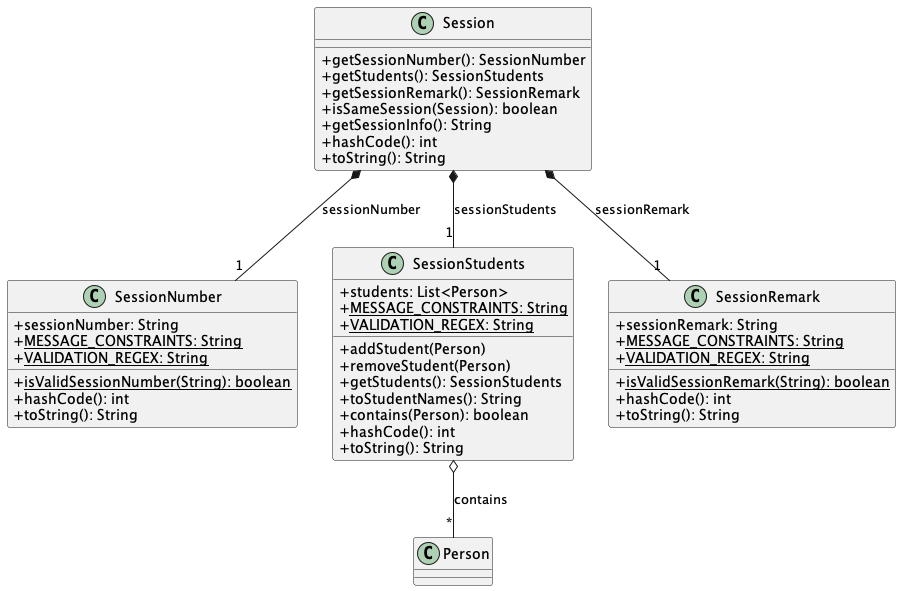 C Session
+getSessionNumber(): SessionNumber
+getStudents(): SessionStudents
+getSessionRemark(): SessionRemark
+isSameSession(Session): boolean
+getSessionInfo(): String
+hashCode(): int
+toString(): String
sessionNumber
sessionStudents
sessionRemark
1
1
1
C SessionNumber
+sessionNumber: String
+MESSAGE_CONSTRAINTS: String
+VALIDATION_REGEX: String
+isValidSessionNumber(String): boolean
+hashCode(): int
+toString(): String
C SessionStudents
+students: List<Person>
+MESSAGE_CONSTRAINTS: String
+VALIDATION_REGEX: String
+addStudent(Person)
+removeStudent(Person)
+getStudents(): SessionStudents
+toStudentNames(): String
+contains(Person): boolean
+hashCode(): int
+toString(): String
C SessionRemark
+sessionRemark: String
+MESSAGE_CONSTRAINTS: String
+VALIDATION_REGEX: String
+isValidSessionRemark(String): boolean
+hashCode(): int
+toString(): String
contains
*
C Person